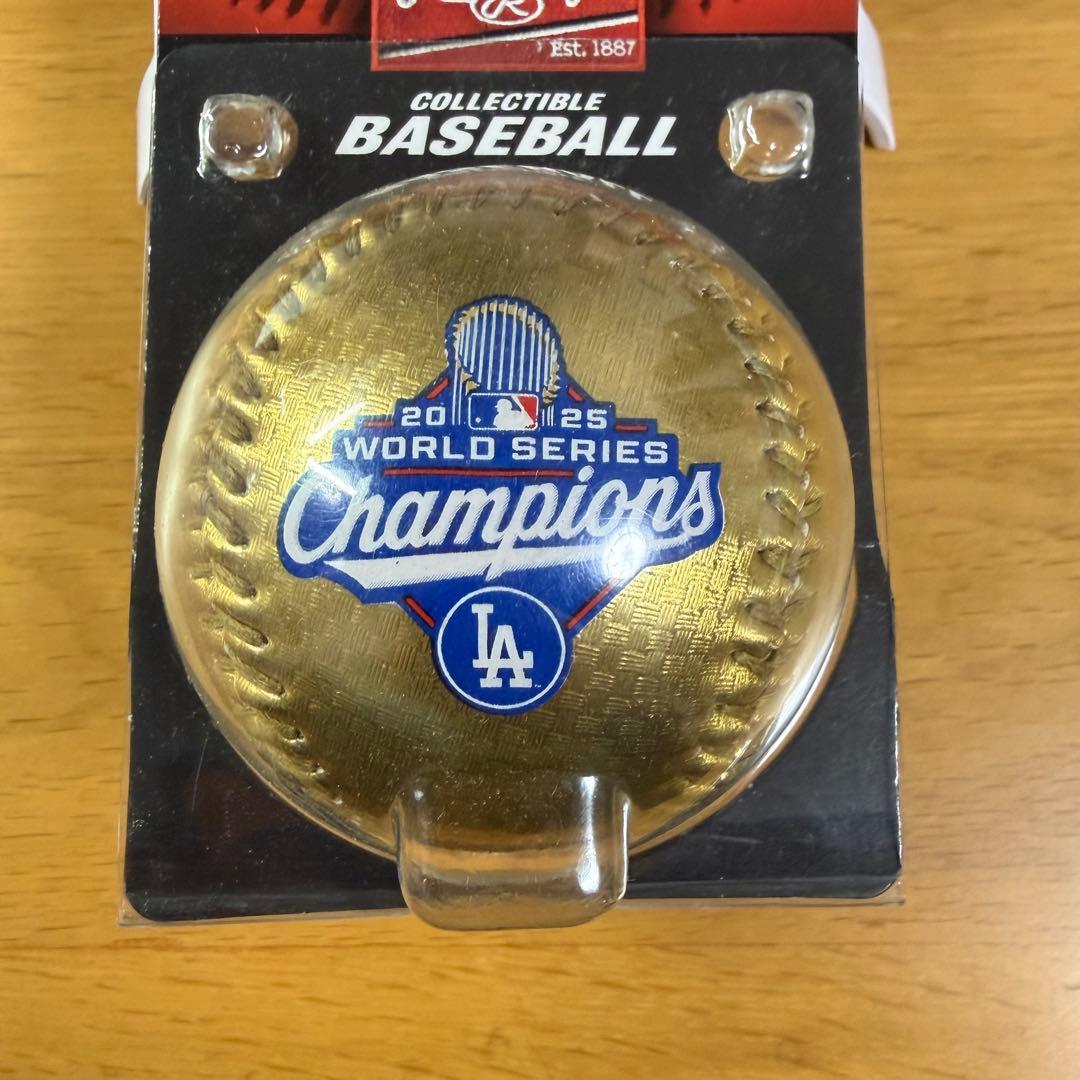 R
Est. 1887
COLLECTIBLE
BASEBALL
20 25
WORLD SERIES
Champions
LA